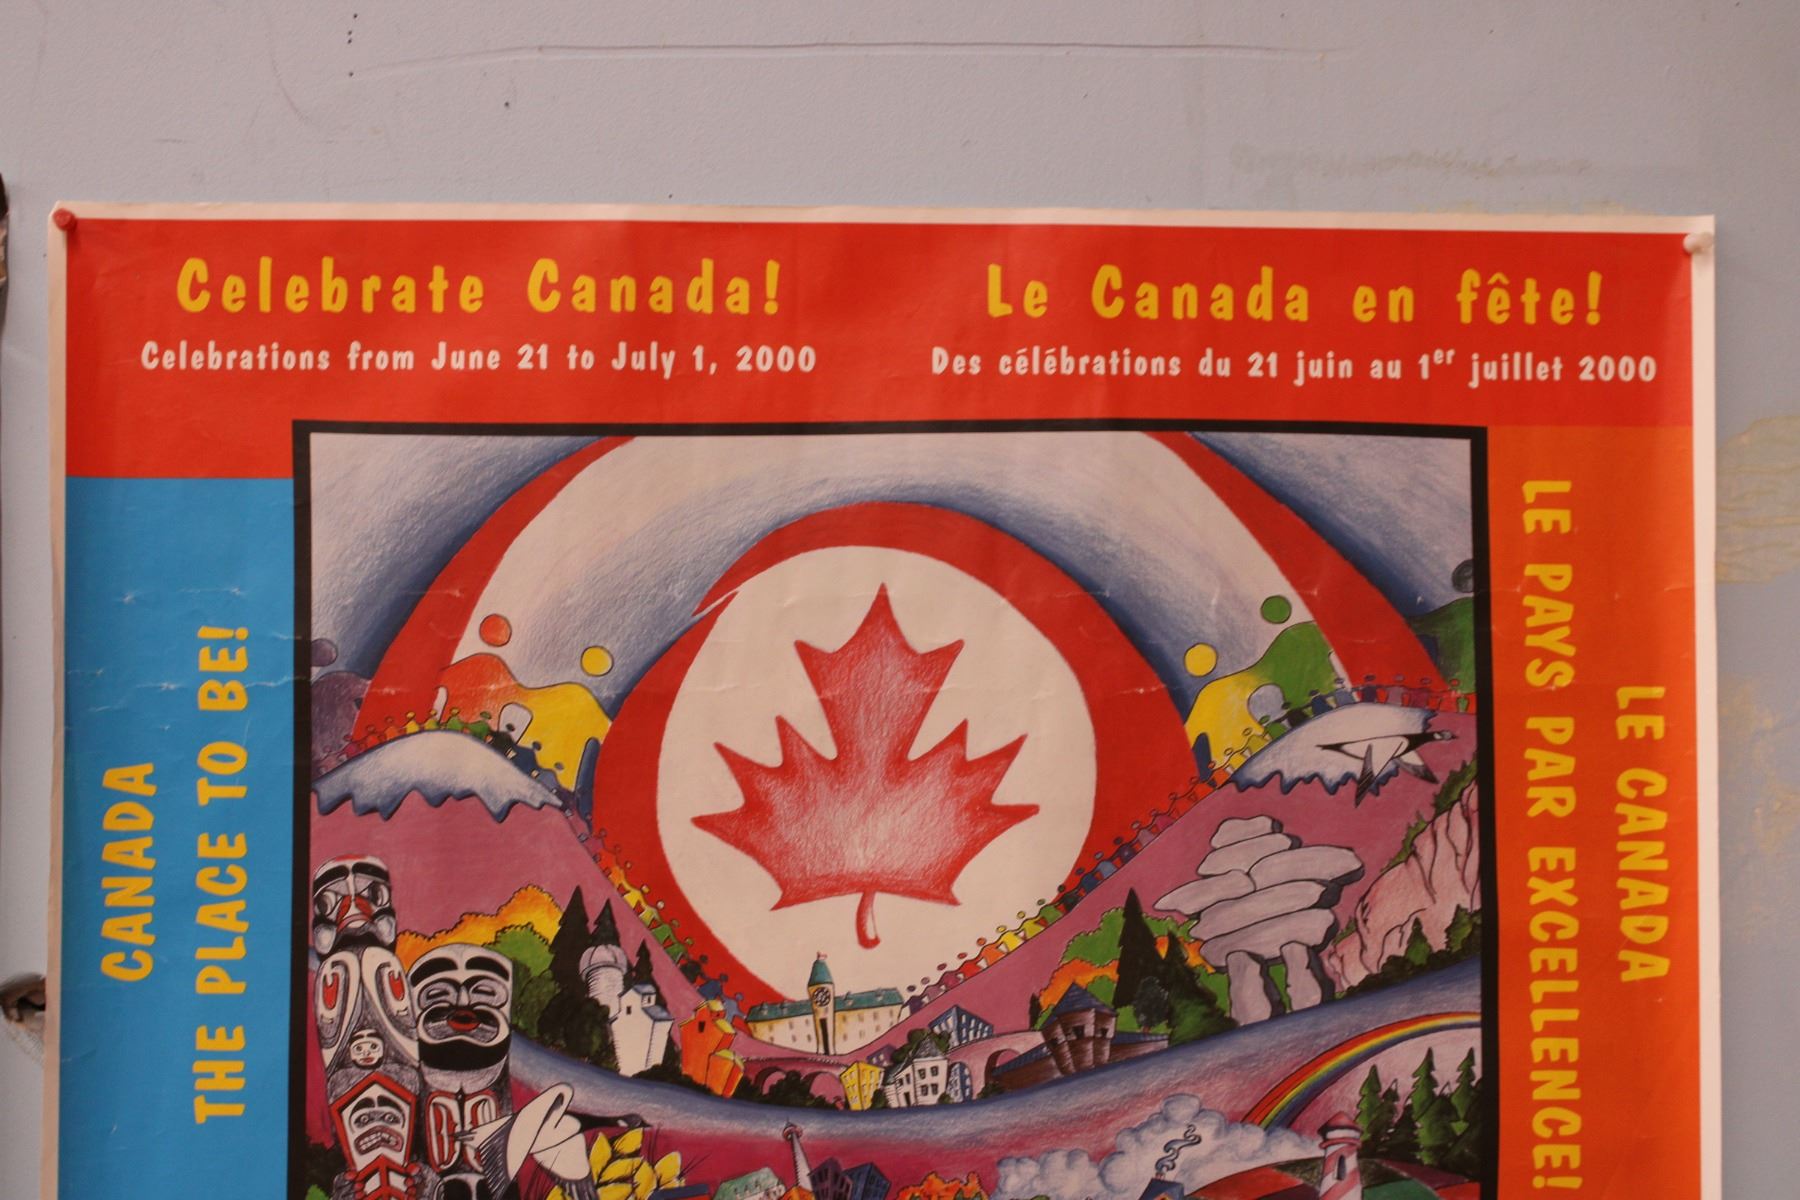 Celebrate Canada!
Celebrations from June 21 to July 1, 2000
Le Canada en fête!
Des célébrations du 21 juin au 1er juillet 2000
CANADA
THE PLACE TO BE!
LE CANADA
LE PAYS PAR EXCELLENCE!